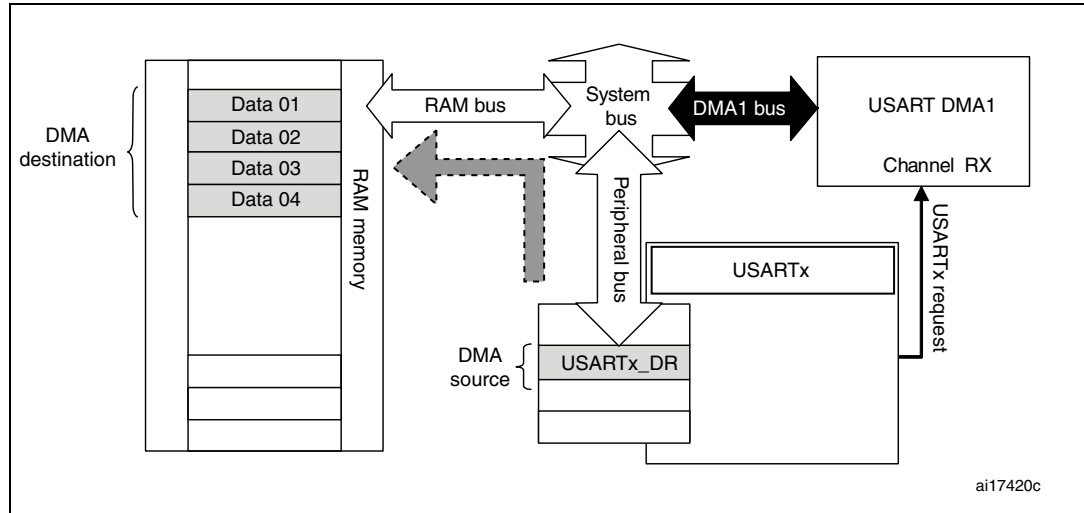 DMA
destination
Data 01
Data 02
Data 03
Data 04
RAM memory
RAM bus
System
bus
DMA1 bus
USART DMA1
Channel RX
Peripheral bus
USARTx request
USARTx
DMA
source
USARTx_DR
ai17420c